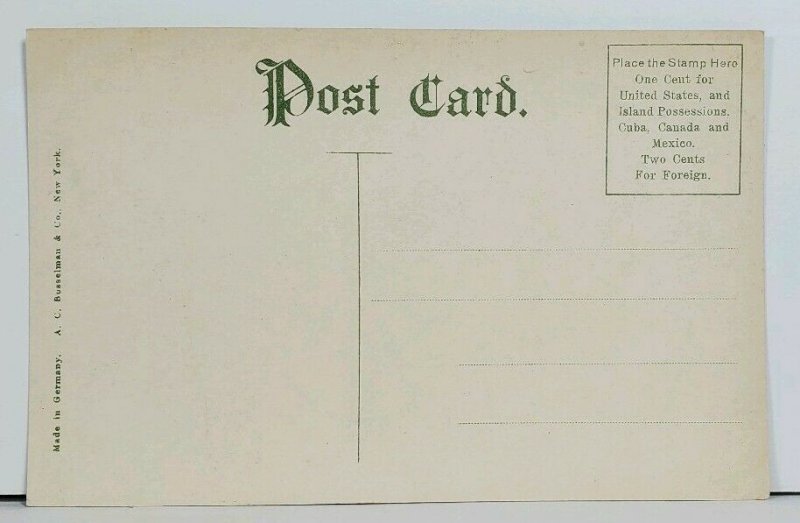 Post Card.
Place the Stamp Here
One Cent for
United States, and
Island Possessions.
Cuba, Canada and
Mexico.
Two Cents
For Foreign.
Made in Germany. A. C. Bosselman & Co., New York.